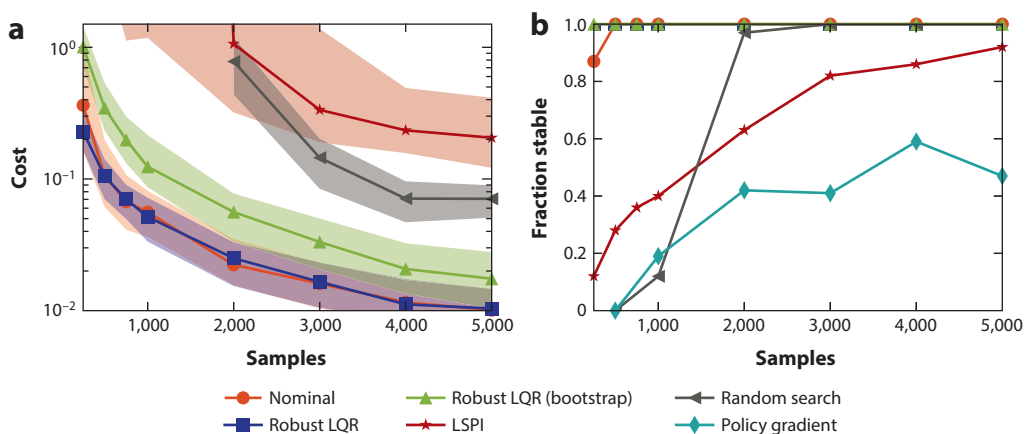 a
b
10⁰
10⁻¹
10⁻²
Cost
1,000
2,000
3,000
4,000
5,000
Samples
1.0
0.8
0.6
0.4
0.2
0
Fraction stable
1,000
2,000
3,000
4,000
5,000
Samples
Nominal
Robust LQR (bootstrap)
Random search
Robust LQR
LSPI
Policy gradient